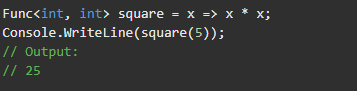 Func<int, int> square = x => x * x;
Console.WriteLine(square(5));
// Output:
// 25